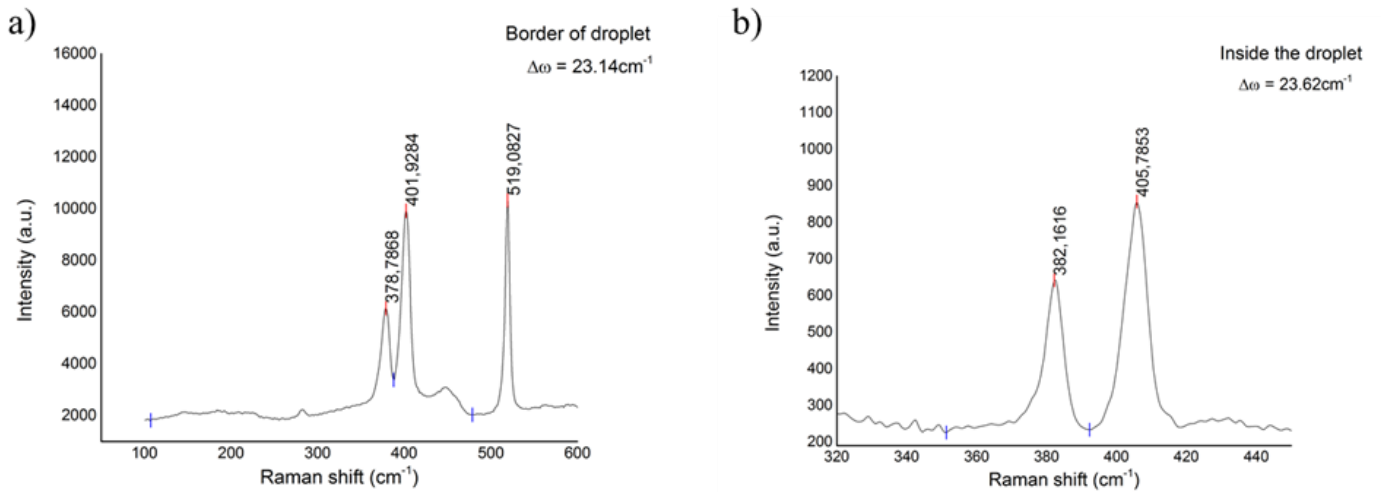 a)
Border of droplet
Δω = 23.14cm⁻¹
16000
14000
12000
10000
8000
6000
4000
2000
Intensity (a.u.)
378,7868
401,9284
519,0827
100 200 300 400 500 600
Raman shift (cm⁻¹)
b)
Inside the droplet
Δω = 23.62cm⁻¹
1200
1100
1000
900
800
700
600
500
400
300
200
Intensity (a.u.)
382,1616
405,7853
320 340 360 380 400 420 440
Raman shift (cm⁻¹)